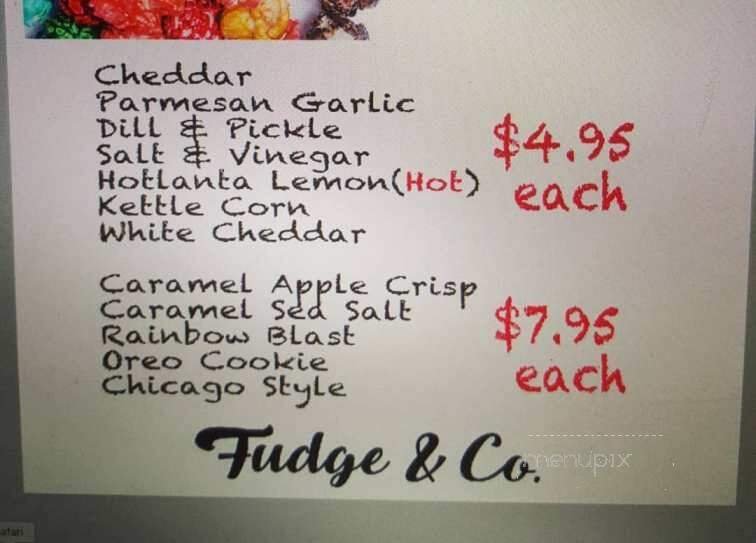 Cheddar
Parmesan Garlic
Dill & Pickle
Salt & Vinegar
Hotlanta Lemon(Hot)
Kettle Corn
White Cheddar
$4.95
each
Caramel Apple Crisp
Caramel Sea Salt
Rainbow Blast
Oreo Cookie
Chicago Style
$7.95
each
Fudge & Co.
menupix